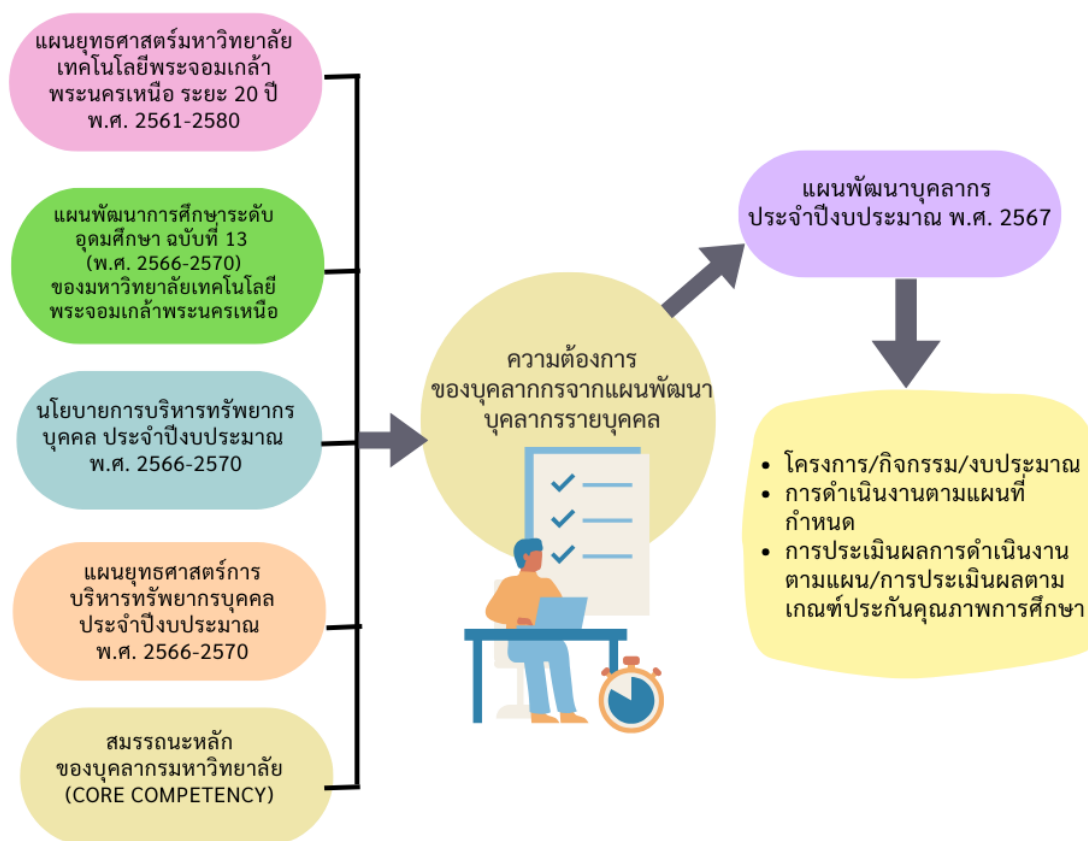 แผนยุทธศาสตร์มหาวิทยาลัย
เทคโนโลยีพระจอมเกล้า
พระนครเหนือ ระยะ 20 ปี
พ.ศ. 2561-2580
แผนพัฒนาการศึกษาระดับ
อุดมศึกษา ฉบับที่ 13
(พ.ศ. 2566-2570)
ของมหาวิทยาลัยเทคโนโลยี
พระจอมเกล้าพระนครเหนือ
นโยบายการบริหารทรัพยากร
บุคคล ประจำปีงบประมาณ
พ.ศ. 2566-2570
แผนยุทธศาสตร์การ
บริหารทรัพยากรบุคคล
ประจำปีงบประมาณ
พ.ศ. 2566-2570
สมรรถนะหลัก
ของบุคลากรมหาวิทยาลัย
(CORE COMPETENCY)
ความต้องการ
ของบุคลากกรจากแผนพัฒนา
บุคลากรรายบุคคล
แผนพัฒนาบุคลากร
ประจำปีงบประมาณ พ.ศ. 2567
• โครงการ/กิจกรรม/งบประมาณ
• การดำเนินงานตามแผนที่
กำหนด
• การประเมินผลการดำเนินงาน
ตามแผน/การประเมินผลตาม
เกณฑ์ประกันคุณภาพการศึกษา